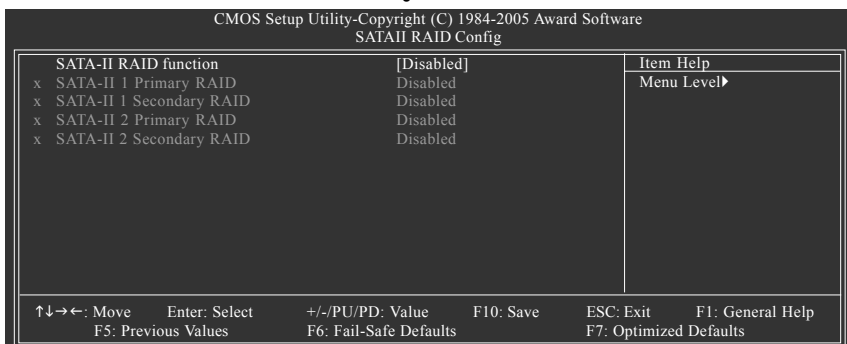 CMOS Setup Utility-Copyright (C) 1984-2005 Award Software
SATAII RAID Config
SATA-II RAID function [Disabled] Item Help
x SATA-II 1 Primary RAID Disabled Menu Level▶
x SATA-II 1 Secondary RAID Disabled
x SATA-II 2 Primary RAID Disabled
x SATA-II 2 Secondary RAID Disabled
↑↓→←: Move Enter: Select +/-/PU/PD: Value F10: Save ESC: Exit F1: General Help
F5: Previous Values F6: Fail-Safe Defaults F7: Optimized Defaults